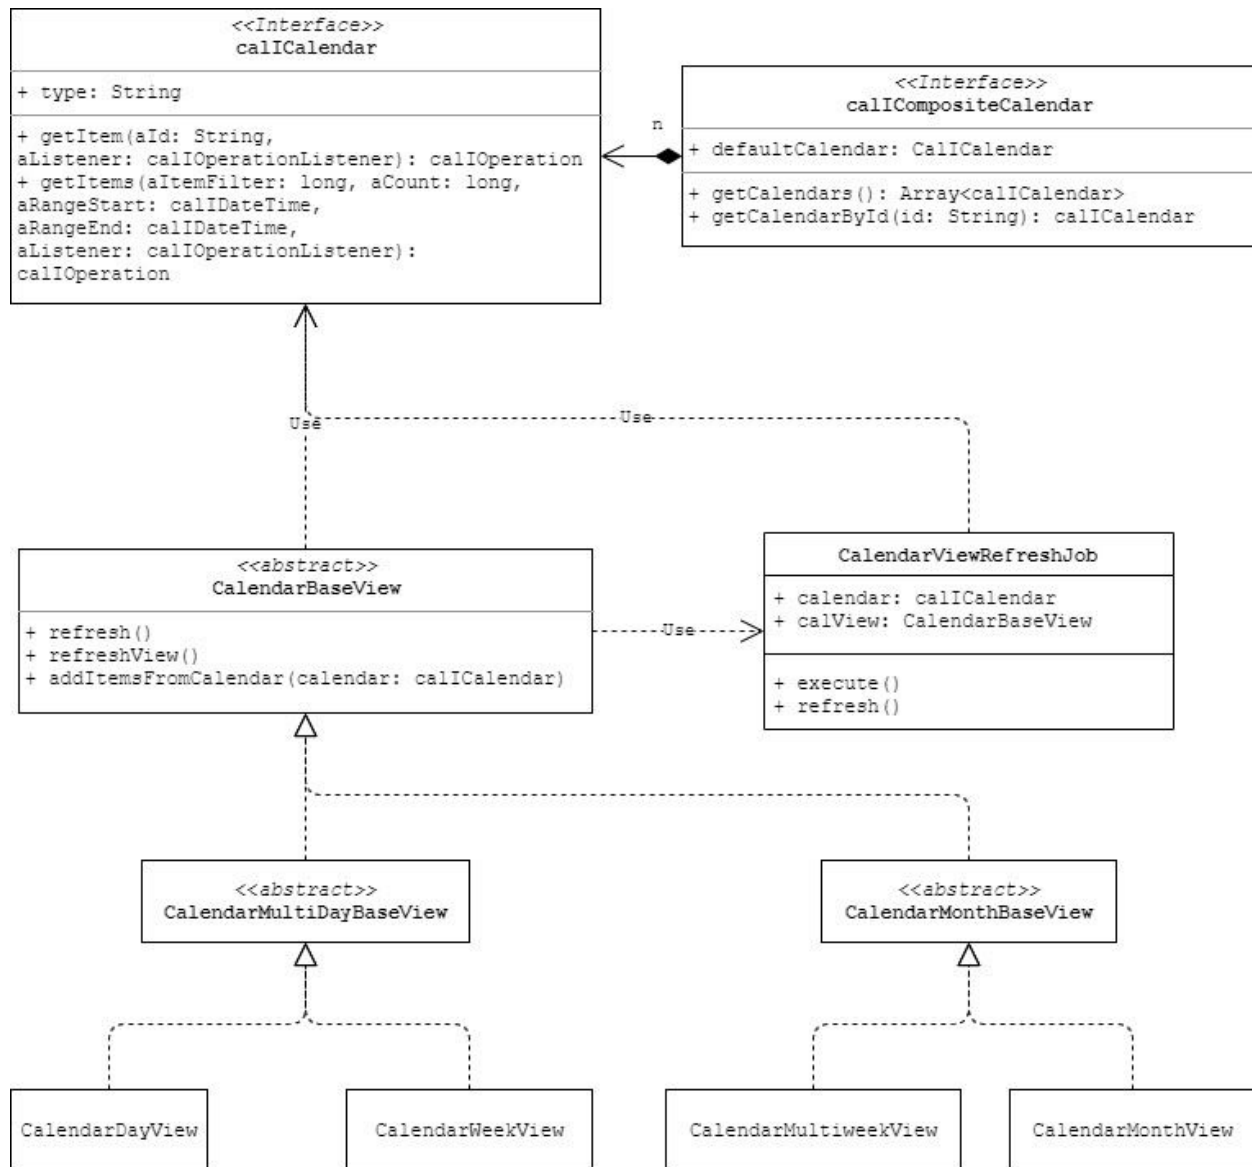 <<Interface>>
calICalendar
+ type: String
+ getItem(aId: String,
aListener: calIOperationListener): calIOperation
+ getItems(aItemFilter: long, aCount: long,
aRangeStart: calIDateTime,
aRangeEnd: calIDateTime,
aListener: calIOperationListener):
calIOperation
n
<<Interface>>
calICompositeCalendar
+ defaultCalendar: CalICalendar
+ getCalendars(): Array<calICalendar>
+ getCalendarById(id: String): calICalendar
Use
Use
<<abstract>>
CalendarBaseView
+ refresh()
+ refreshView()
+ addItemsFromCalendar(calendar: calICalendar)
Use
CalendarViewRefreshJob
+ calendar: calICalendar
+ calView: CalendarBaseView
+ execute()
+ refresh()
<<abstract>>
CalendarMultiDayBaseView
<<abstract>>
CalendarMonthBaseView
CalendarDayView
CalendarWeekView
CalendarMultiweekView
CalendarMonthView